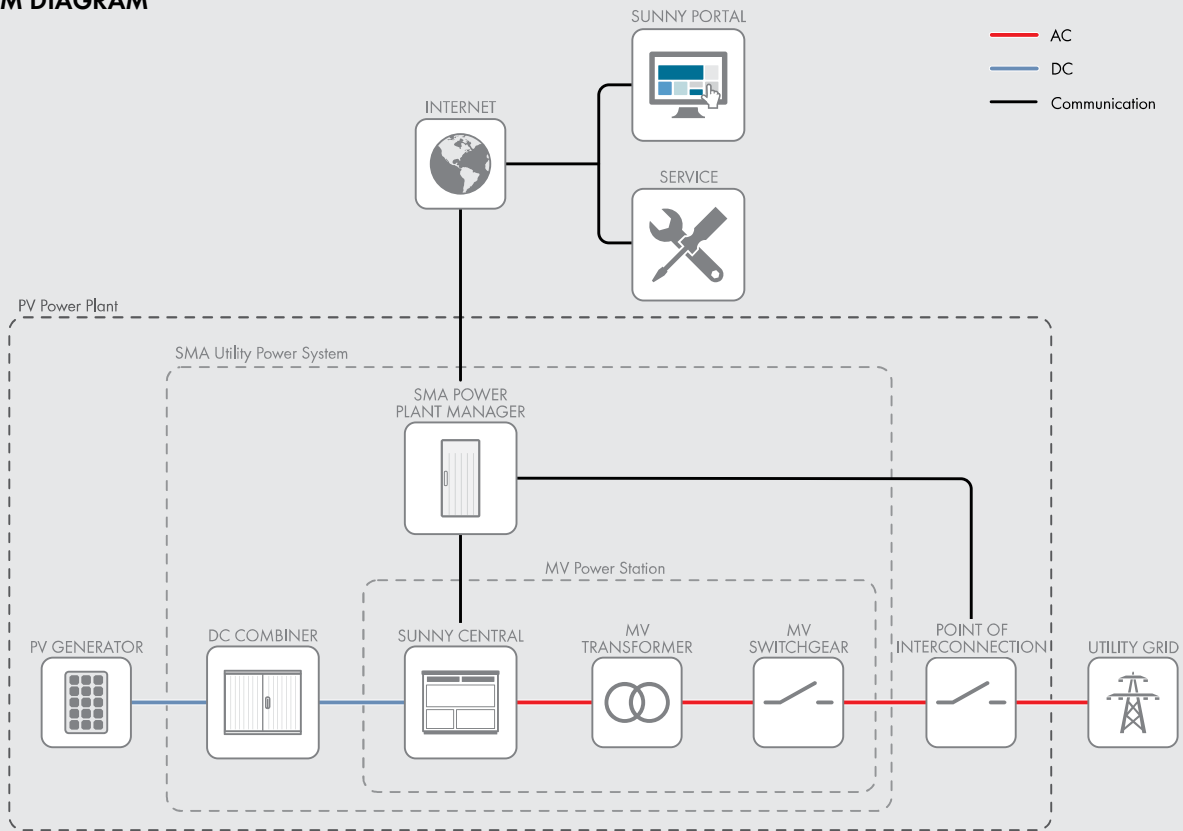 M DIAGRAM
SUNNY PORTAL
AC
DC
Communication
INTERNET
SERVICE
PV Power Plant
SMA Utility Power System
SMA POWER
PLANT MANAGER
MV Power Station
PV GENERATOR
DC COMBINER
SUNNY CENTRAL
MV
TRANSFORMER
MV
SWITCHGEAR
POINT OF
INTERCONNECTION
UTILITY GRID